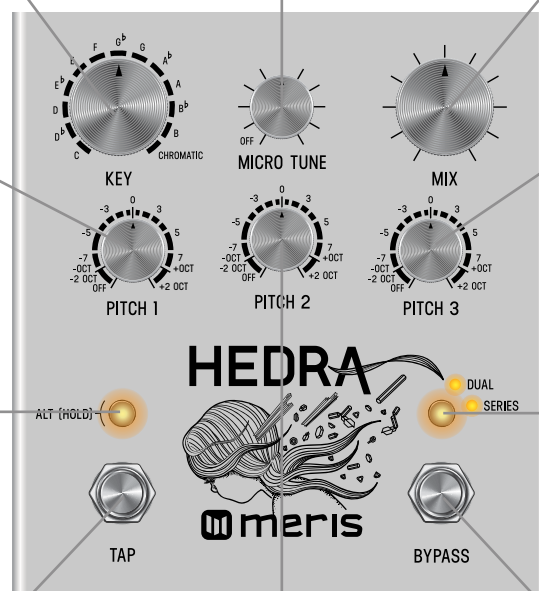 C D♭ D E♭ E F G♭ G A♭ A B♭ B CHROMATIC
KEY
OFF
MICRO TUNE
MIX
OFF -2 OCT -OCT -7 -5 -3 0 3 5 7 +OCT +2 OCT
PITCH 1
OFF -2 OCT -OCT -7 -5 -3 0 3 5 7 +OCT +2 OCT
PITCH 2
OFF -2 OCT -OCT -7 -5 -3 0 3 5 7 +OCT +2 OCT
PITCH 3
HEDRA
DUAL
SERIES
ALT (HOLD)
meris
TAP
BYPASS